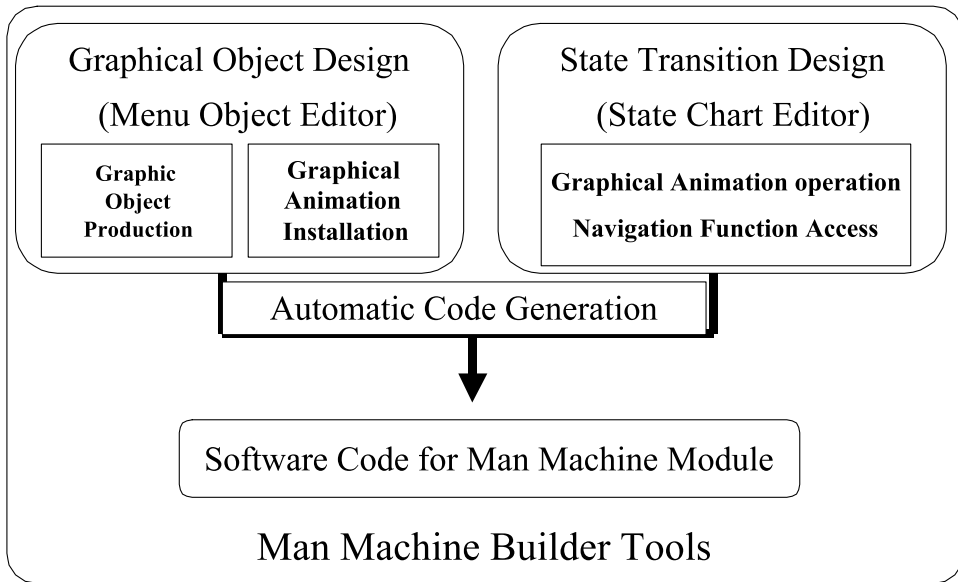 Graphical Object Design
(Menu Object Editor)
Graphic
Object
Production
Graphical
Animation
Installation
State Transition Design
(State Chart Editor)
Graphical Animation operation
Navigation Function Access
Automatic Code Generation
Software Code for Man Machine Module
Man Machine Builder Tools